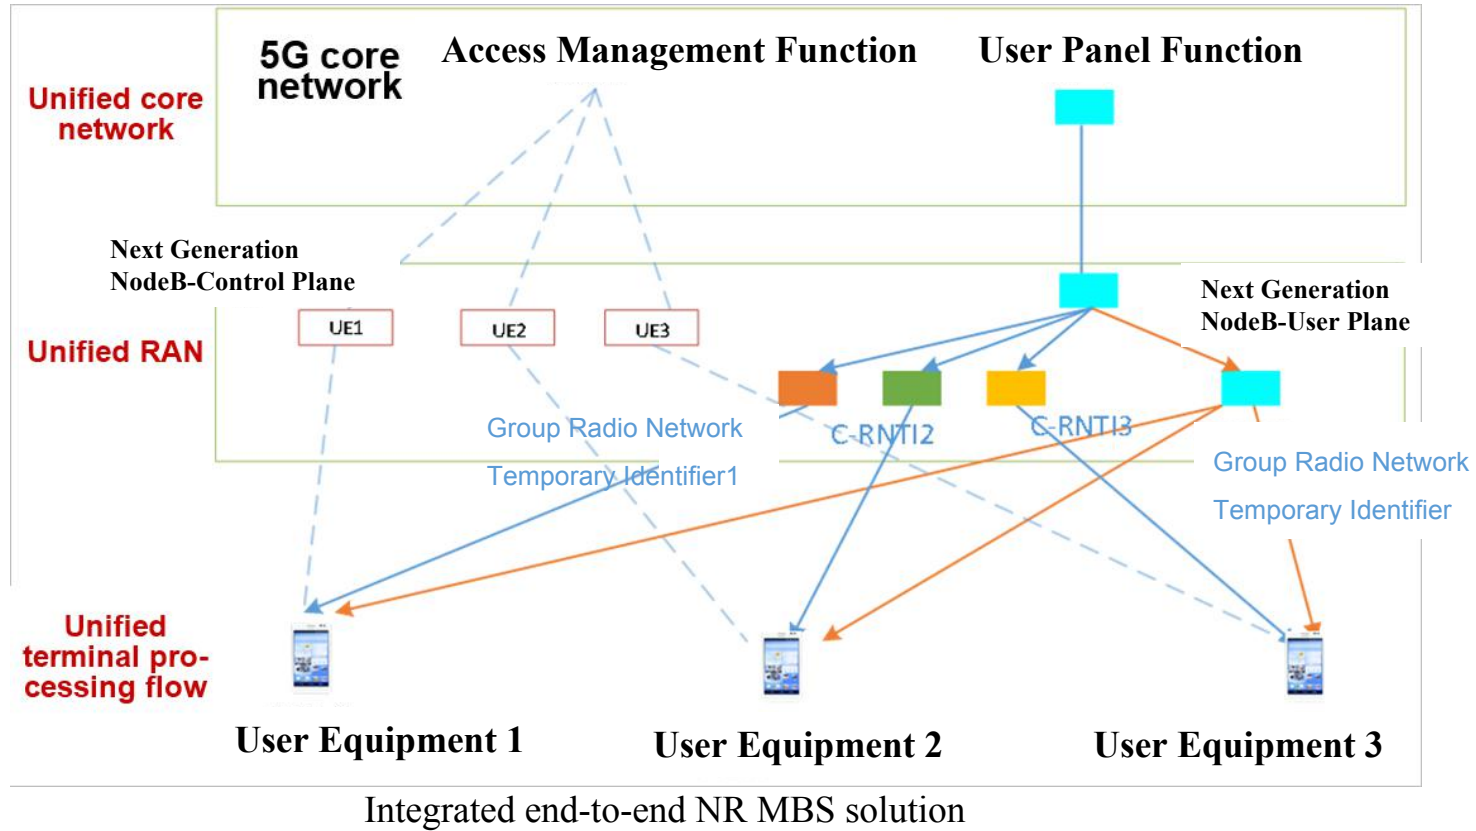 5G core
network
Access Management Function
User Panel Function
Unified core
network
Next Generation
NodeB-Control Plane
Next Generation
NodeB-User Plane
UE1
UE2
UE3
Unified RAN
Group Radio Network
Temporary Identifier1
C-RNTI2
C-RNTI3
Group Radio Network
Temporary Identifier
Unified
terminal pro-
cessing flow
User Equipment 1
User Equipment 2
User Equipment 3
Integrated end-to-end NR MBS solution